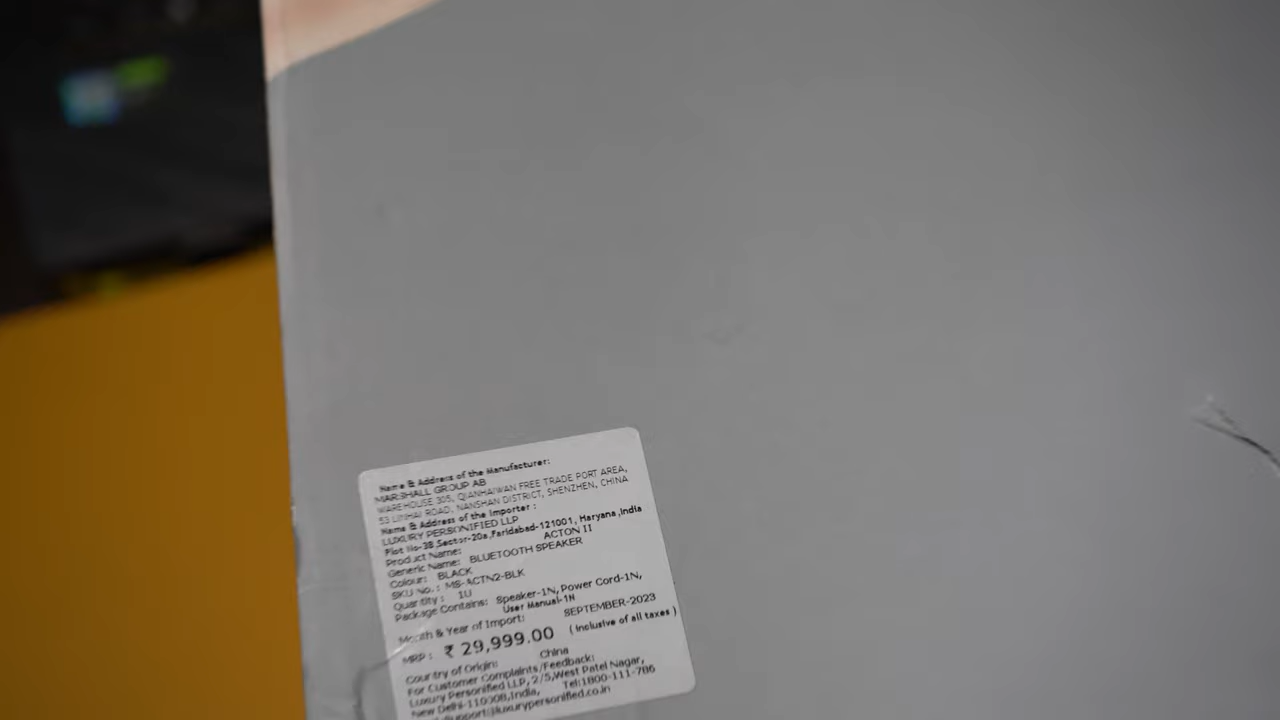 Name & Address of the Manufacturer:
MARSHALL GROUP AB
WAREHOUSE 305, QIANHAIWAN FREE TRADE PORT AREA,
53 LINHAI ROAD, NANSHAN DISTRICT, SHENZHEN, CHINA
Name & Address of the Importer :
LUXURY PERSONIFIED LLP
Plot No-38,Sector-20a,Faridabad-121001, Haryana,India
Product Name: ACTON II
Generic Name: BLUETOOTH SPEAKER
Colour: BLACK
SKU No.: MS-ACTN2-BLK
Quantity : 1U
Package Contains: Speaker-1N, Power Cord-1N,
User Manual-1N
Month & Year of Import: SEPTEMBER-2023
MRP : ₹ 29,999.00 ( Inclusive of all taxes )
Country of Origin: China
For Customer Complaints/Feedback:
Luxury Personified LLP, 2/5,West Patel Nagar,
New Delhi-110008,India, Tel:1800-111-786
support@luxurypersonified.co.in